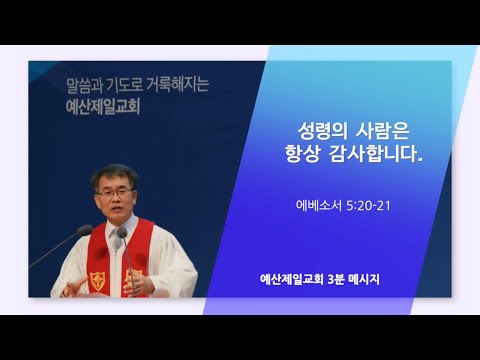 말씀과 기도로 거룩해지는
예산제일교회
성령의 사람은
항상 감사합니다.
에베소서 5:20-21
예산제일교회 3분 메시지